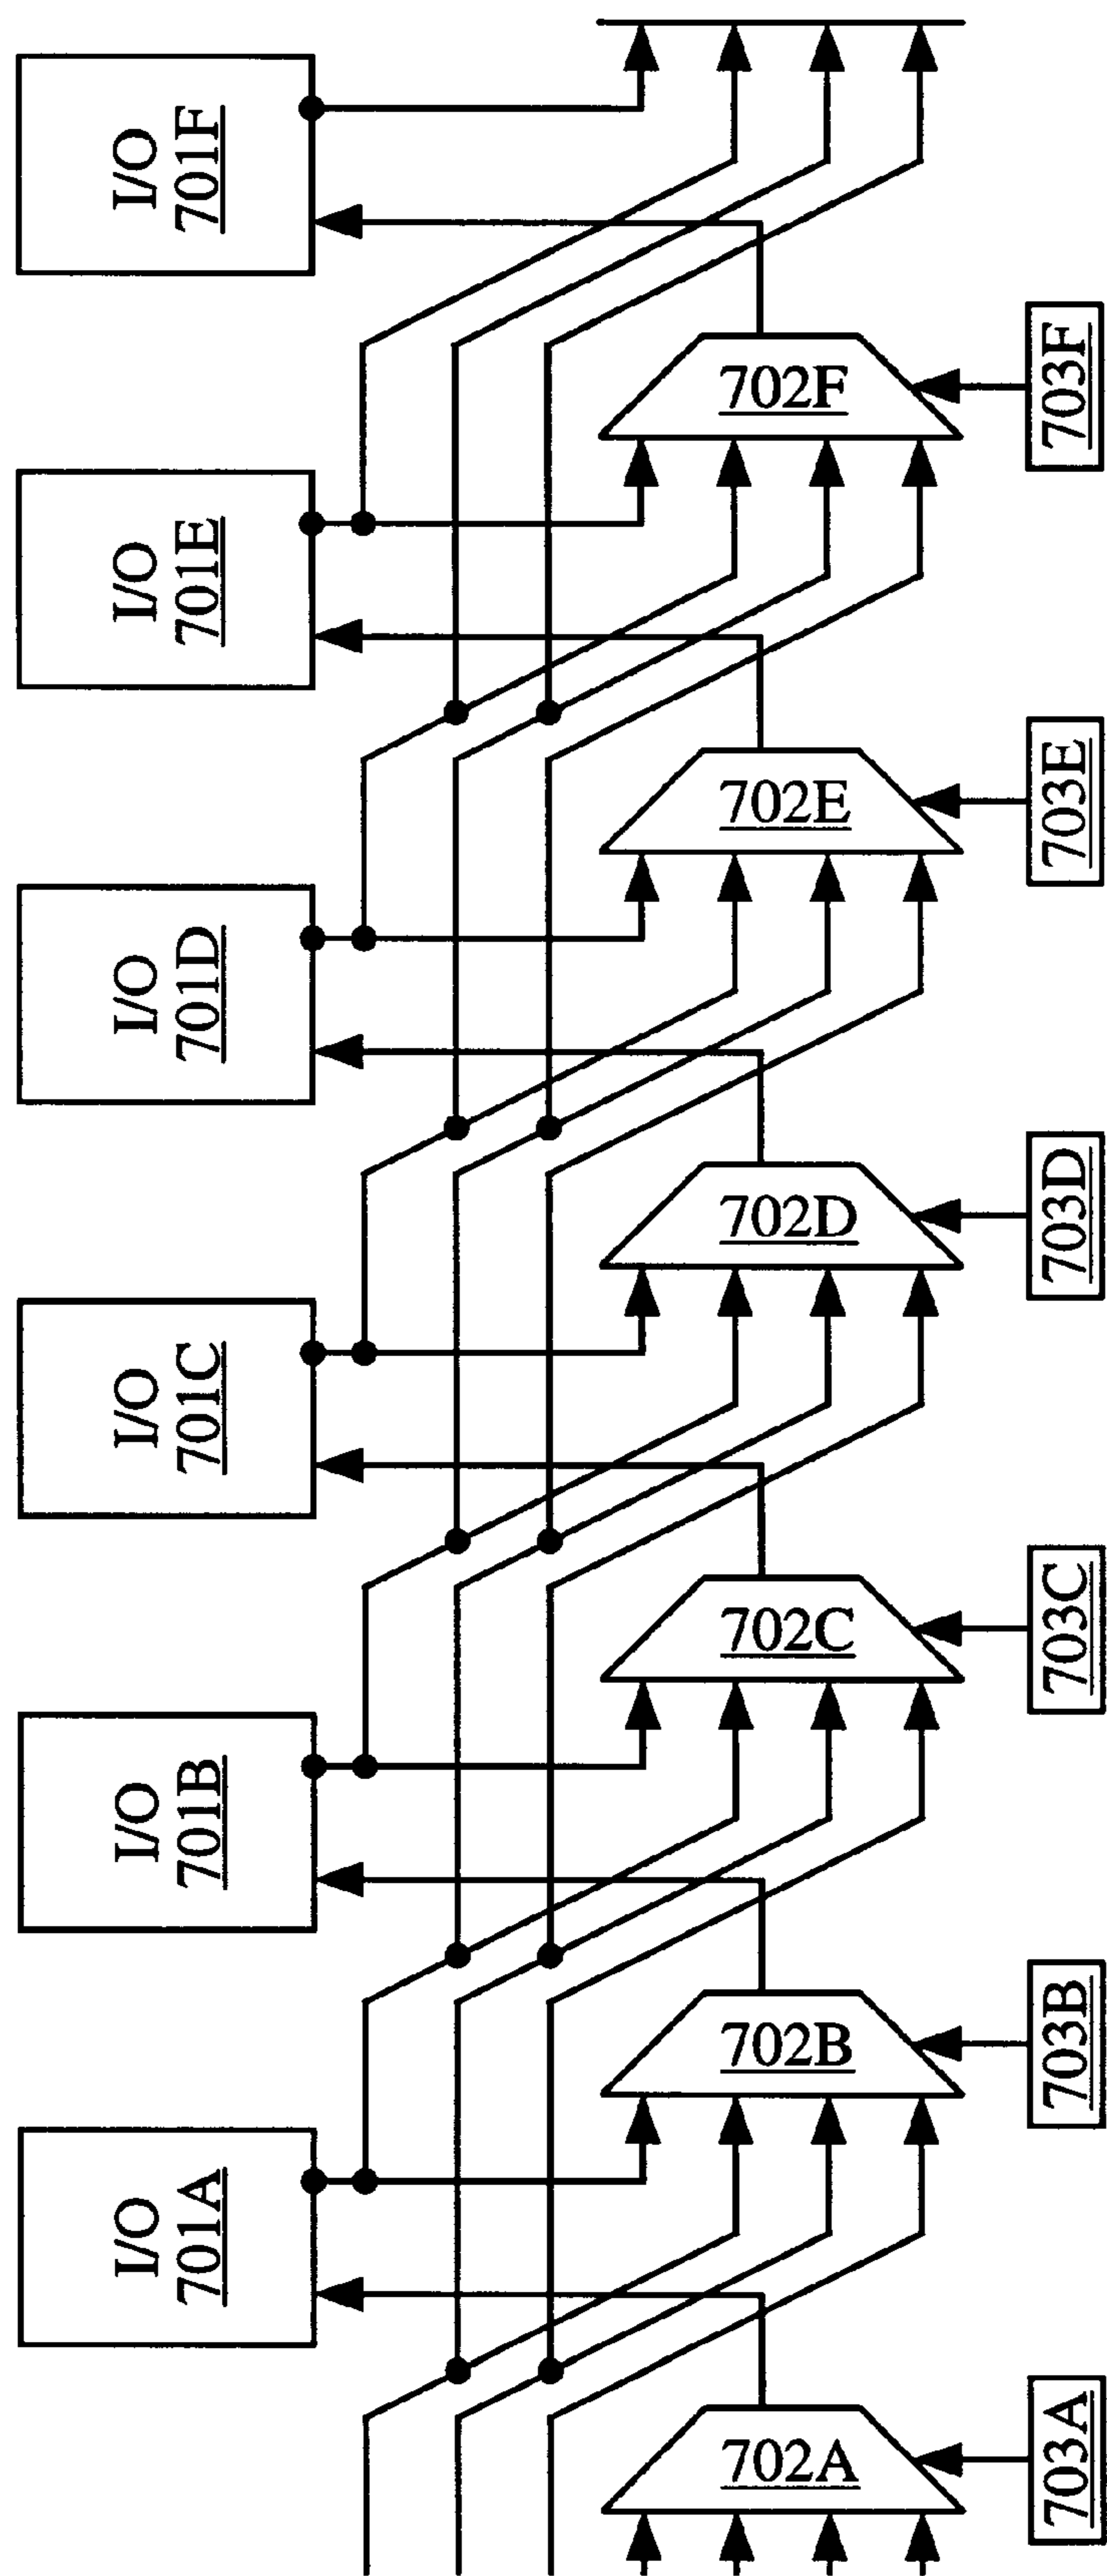 I/O
701A
I/O
701B
I/O
701C
I/O
701D
I/O
701E
I/O
701F
702A
702B
702C
702D
702E
702F
703A
703B
703C
703D
703E
703F